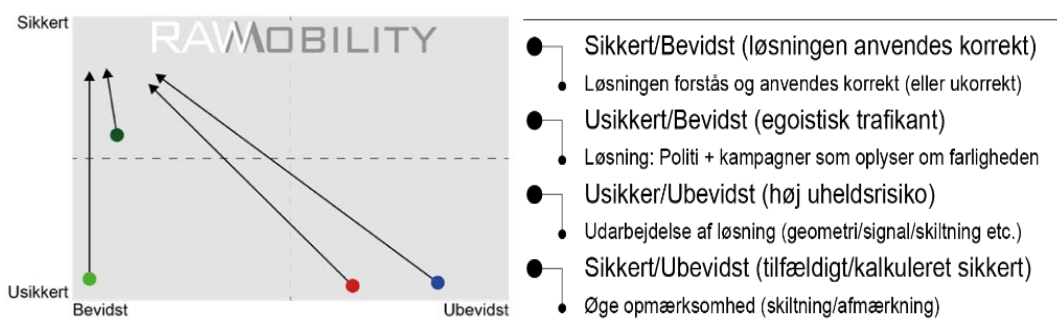 Sikkert
RAWMOBILITY
Usikkert
Bevidst
Ubevidst
Sikkert/Bevidst (løsningen anvendes korrekt)
Løsningen forstås og anvendes korrekt (eller ukorrekt)
Usikkert/Bevidst (egoistisk trafikant)
Løsning: Politi + kampagner som oplyser om farligheden
Usikker/Ubevidst (høj uheldsrisiko)
Udarbejdelse af løsning (geometri/signal/skiltning etc.)
Sikkert/Ubevidst (tilfældigt/kalkuleret sikkert)
Øge opmærksomhed (skiltning/afmærkning)